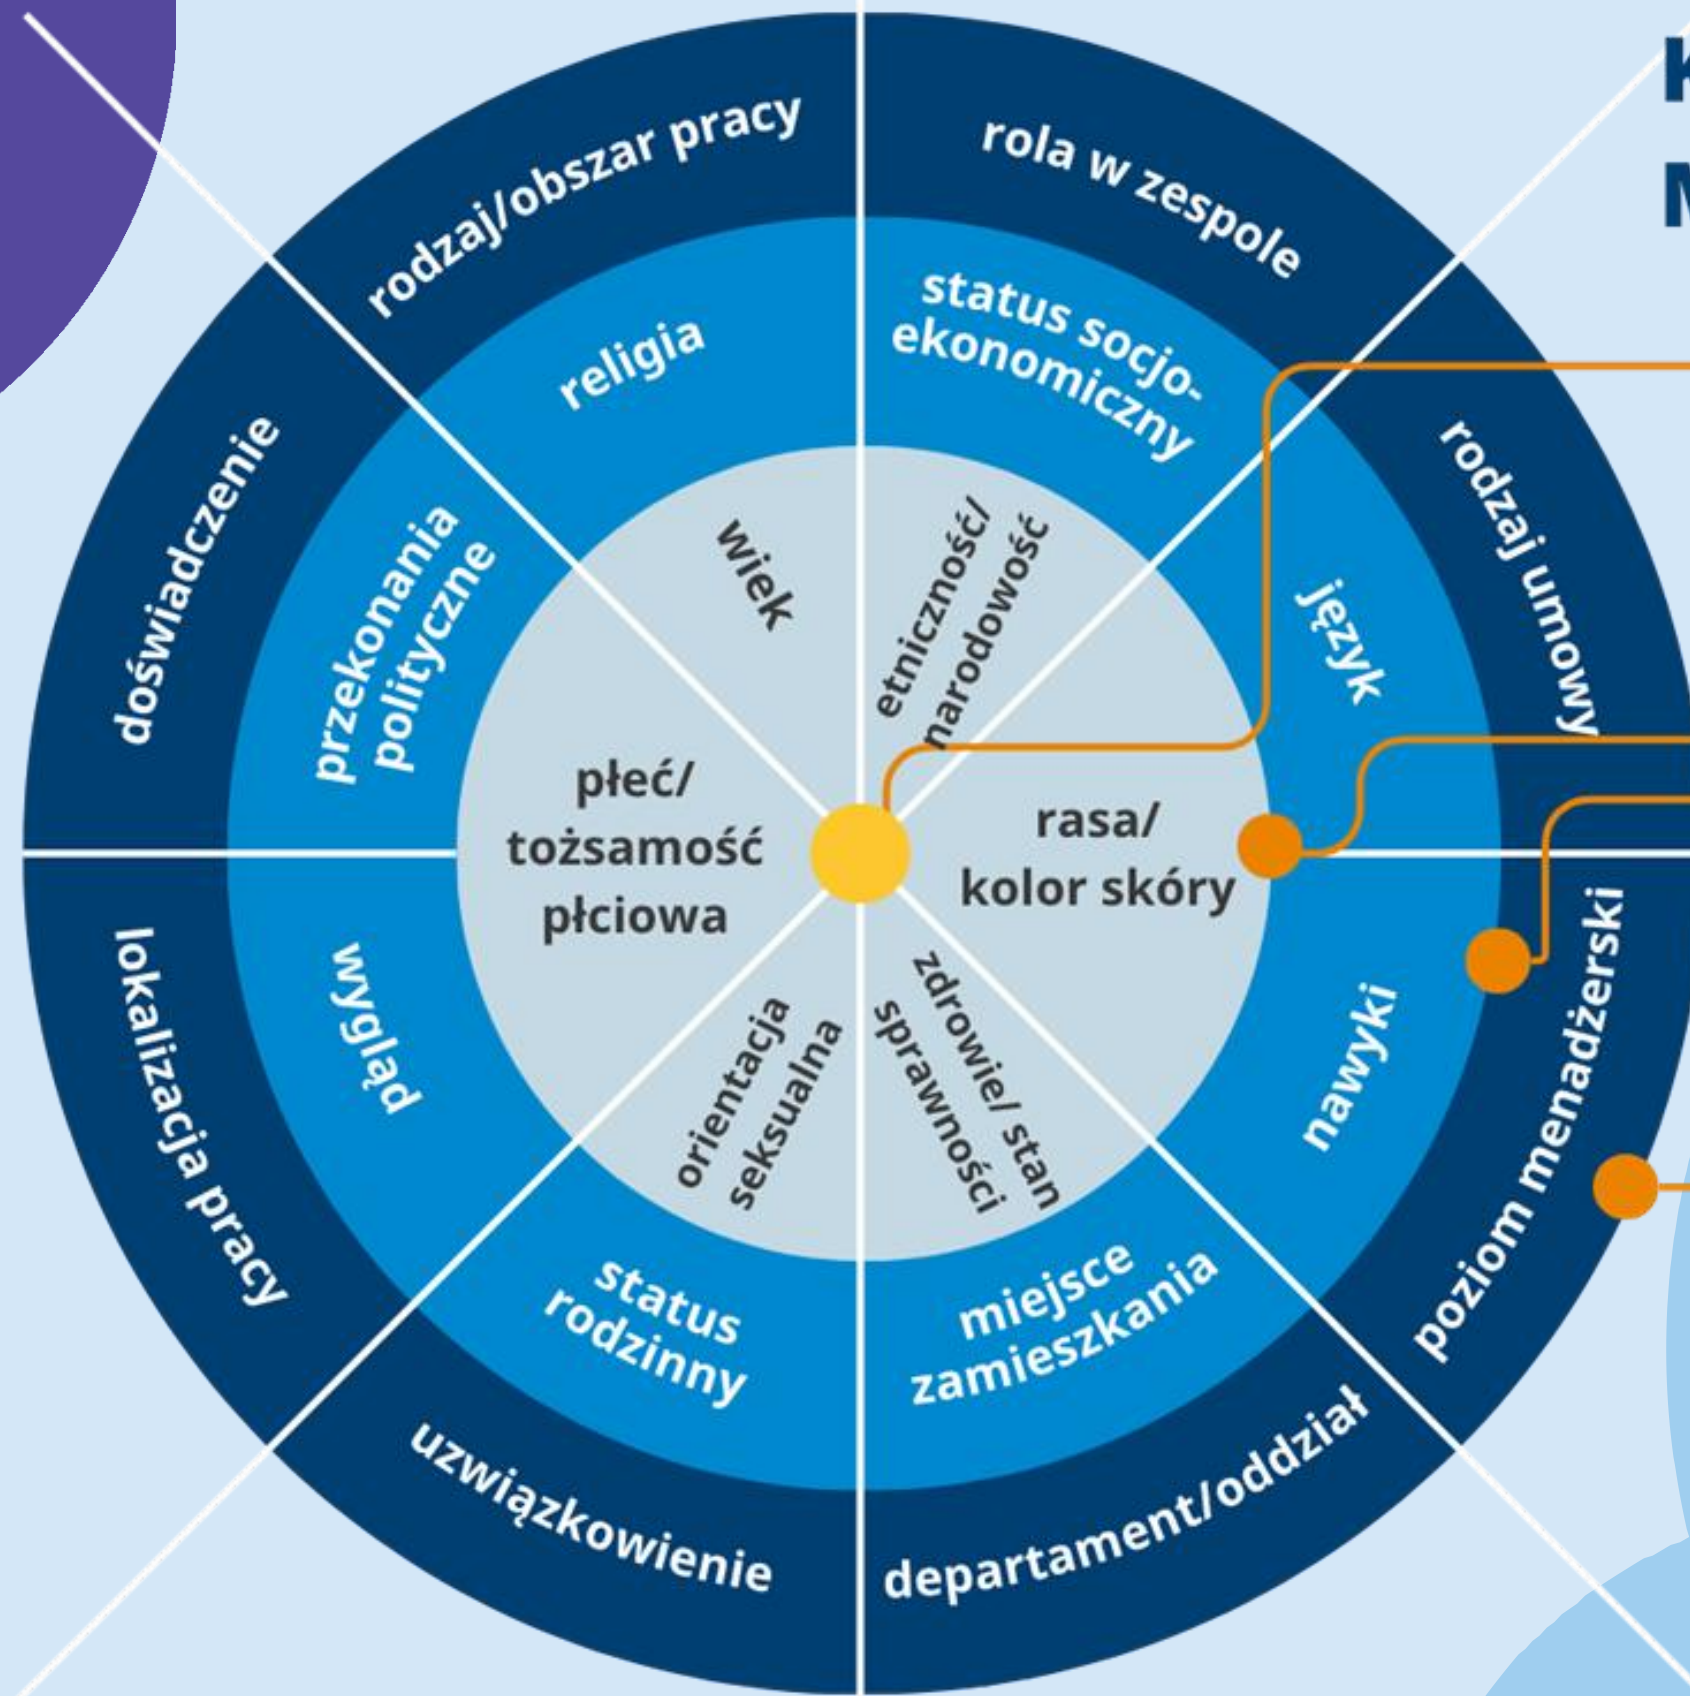 K
M
rodzaj/obszar pracy
rola w zespole
rodzaj umowy
poziom menadżerski
departament/oddział
uzwiązkowienie
lokalizacja pracy
doświadczenie
religia
status socjo-
ekonomiczny
język
nawyki
miejsce
zamieszkania
status
rodzinny
wygląd
przekonania
polityczne
wiek
etniczność/
narodowość
rasa/
kolor skóry
zdrowie/ stan
sprawności
orientacja
seksualna
płeć/
tożsamość
płciowa